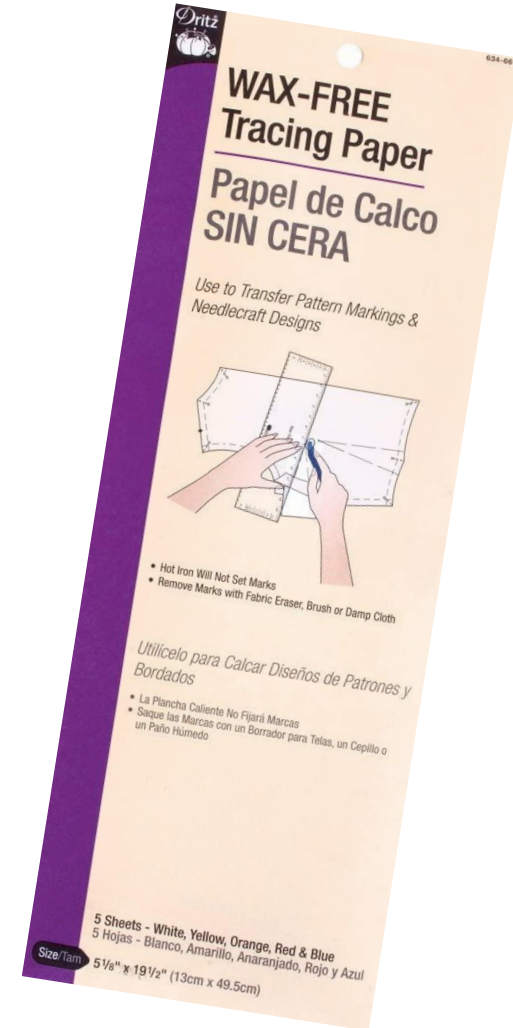 Dritz
634-66
WAX-FREE
Tracing Paper
Papel de Calco
SIN CERA
Use to Transfer Pattern Markings &
Needlecraft Designs
• Hot Iron Will Not Set Marks
• Remove Marks with Fabric Eraser, Brush or Damp Cloth
Utilícelo para Calcar Diseños de Patrones y
Bordados
• La Plancha Caliente No Fijará Marcas
• Saque las Marcas con un Borrador para Telas, un Cepillo o
un Paño Húmedo
5 Sheets - White, Yellow, Orange, Red & Blue
5 Hojas - Blanco, Amarillo, Anaranjado, Rojo y Azul
Size/Tam
5 1/8" x 19 1/2" (13cm x 49.5cm)